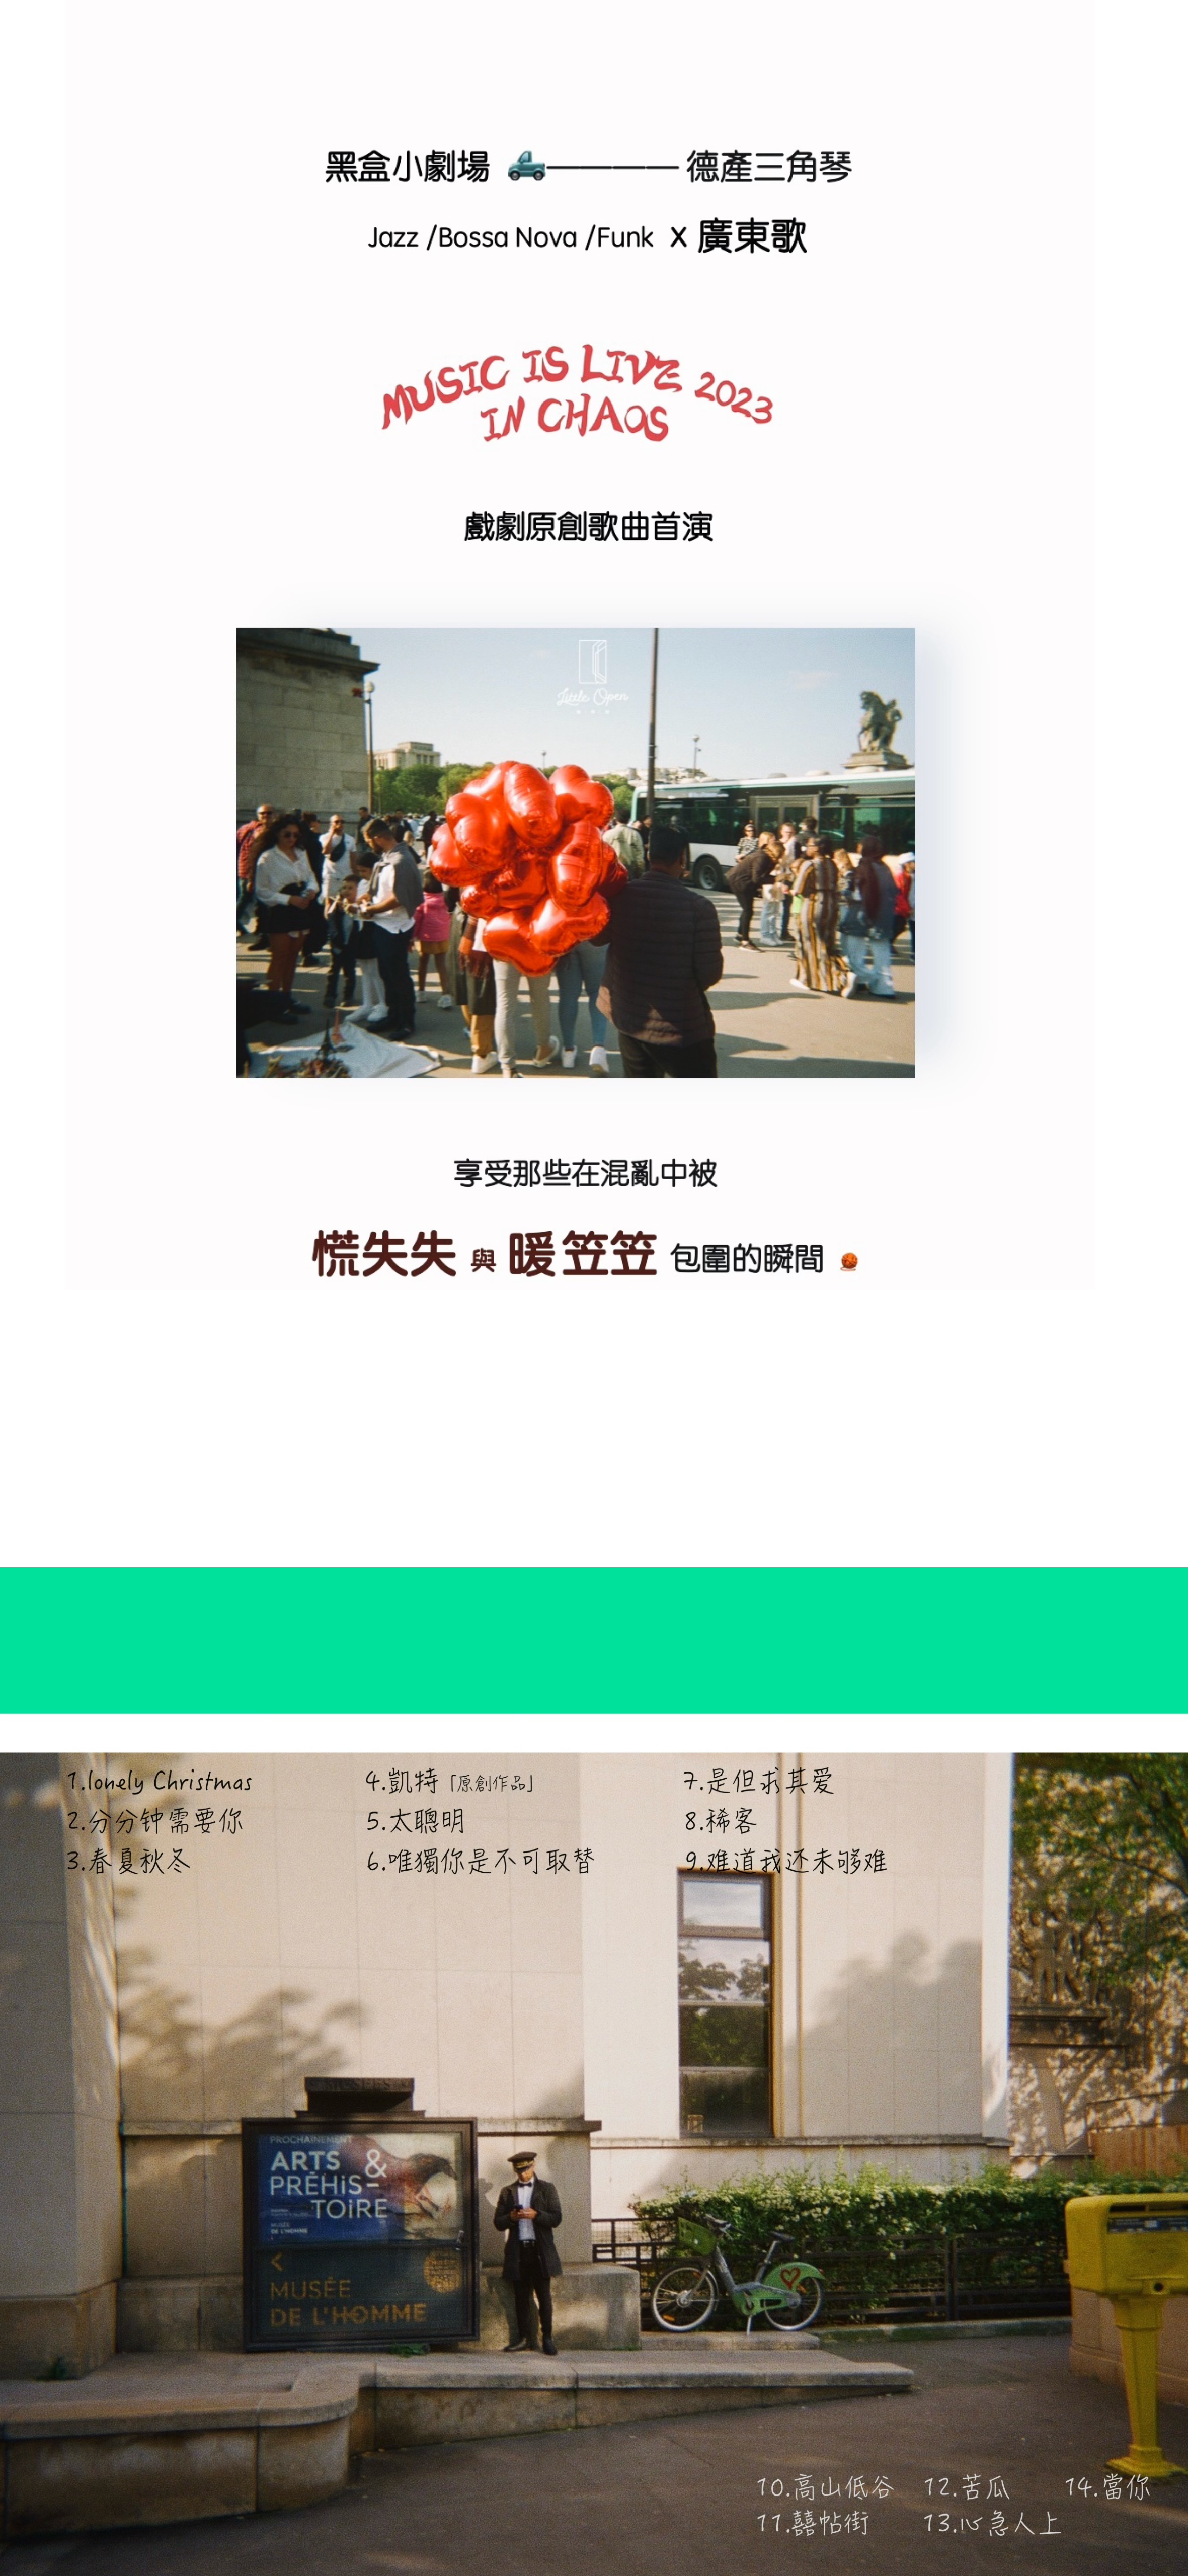 黑盒小劇場 ———— 德產三角琴
Jazz /Bossa Nova /Funk X 廣東歌
MUSIC IS LIVE 2023
IN CHAOS
戲劇原創歌曲首演
Little Open
享受那些在混亂中被
慌失失 與 暖笠笠 包圍的瞬間
1.lonely Christmas
2.分分钟需要你
3.春夏秋冬
4.凱特「原創作品」
5.太聰明
6.唯獨你是不可取替
7.是但求其爱
8.稀客
9.难道我还未够难
PROCHAINEMENT
ARTS &
PRÉHIS-
TOIRE
MUSÉE
DE L'HOMME
<
MUSÉE
DE L'HOMME
10.高山低谷
11.囍帖街
12.苦瓜
13.心急人上
14.當你